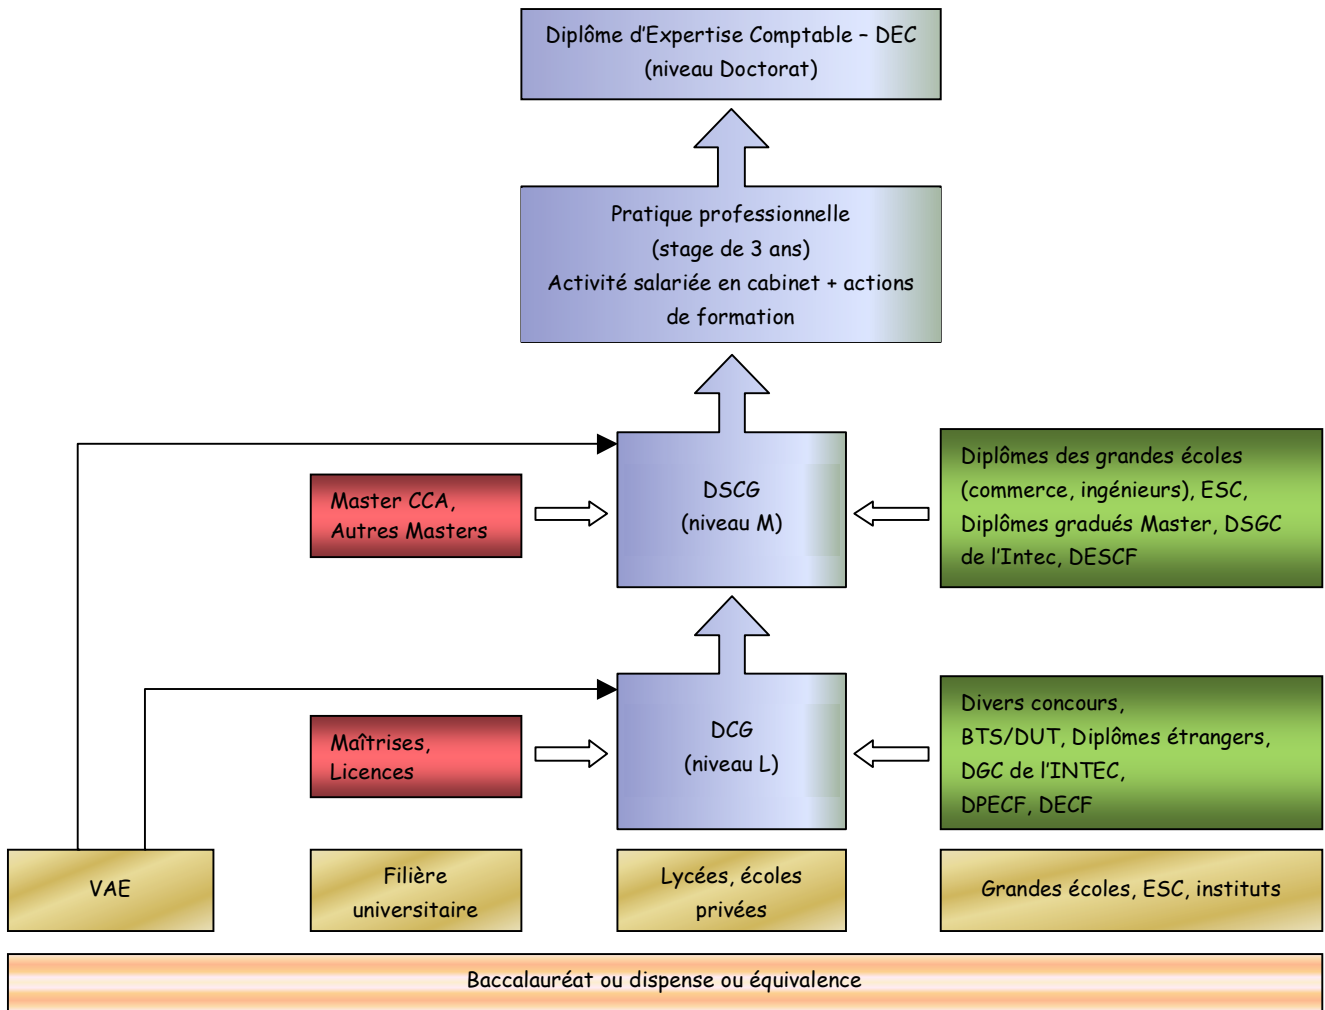 Diplôme d'Expertise Comptable – DEC
(niveau Doctorat)
Pratique professionnelle
(stage de 3 ans)
Activité salariée en cabinet + actions
de formation
Master CCA,
Autres Masters
DSCG
(niveau M)
Diplômes des grandes écoles
(commerce, ingénieurs), ESC,
Diplômes gradués Master, DSGC
de l'Intec, DESCF
Maîtrises,
Licences
DCG
(niveau L)
Divers concours,
BTS/DUT, Diplômes étrangers,
DGC de l'INTEC,
DPECF, DECF
VAE
Filière
universitaire
Lycées, écoles
privées
Grandes écoles, ESC, instituts
Baccalauréat ou dispense ou équivalence